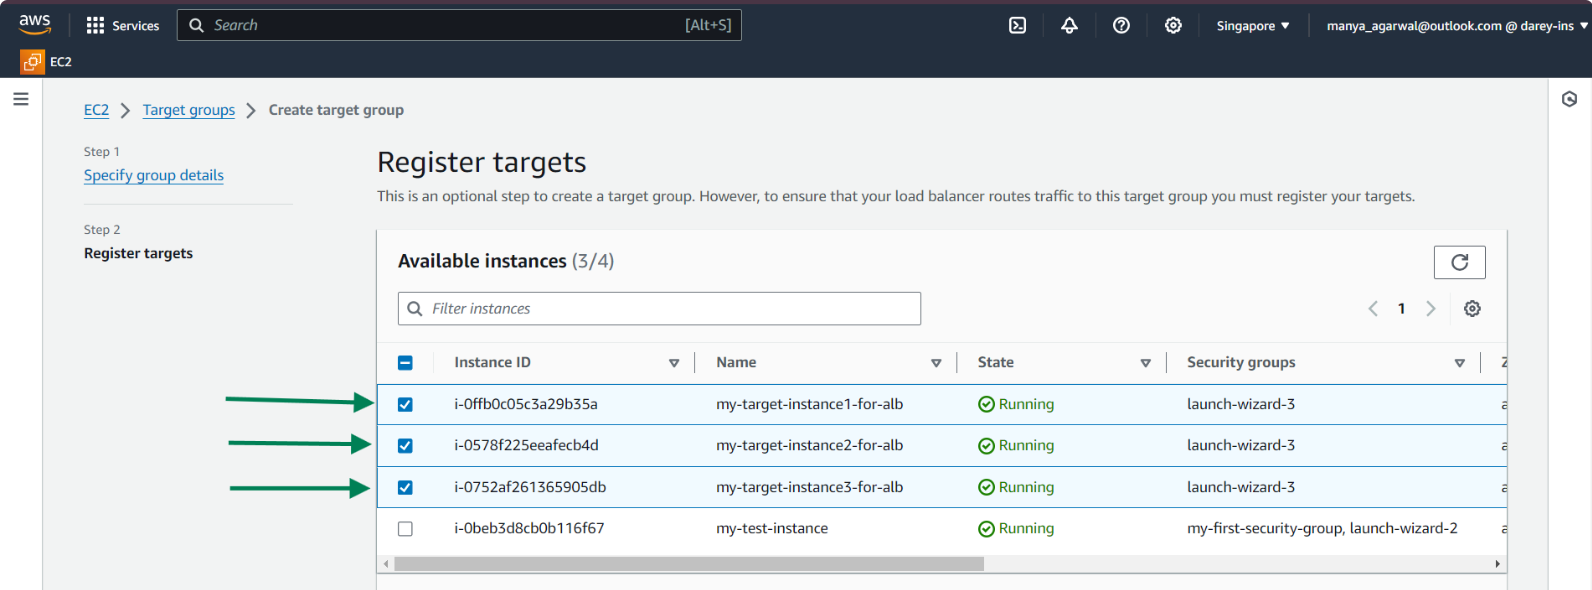 aws Services Search [Alt+S] Singapore manya_agarwal@outlook.com @ darey-ins
EC2
EC2 Target groups Create target group
Step 1
Specify group details
Step 2
Register targets
Register targets
This is an optional step to create a target group. However, to ensure that your load balancer routes traffic to this target group you must register your targets.
Available instances (3/4)
Filter instances
1
Instance ID Name State Security groups
i-0ffb0c05c3a29b35a my-target-instance1-for-alb Running launch-wizard-3
i-0578f225eeafecb4d my-target-instance2-for-alb Running launch-wizard-3
i-0752af261365905db my-target-instance3-for-alb Running launch-wizard-3
i-0beb3d8cb0b116f67 my-test-instance Running my-first-security-group, launch-wizard-2